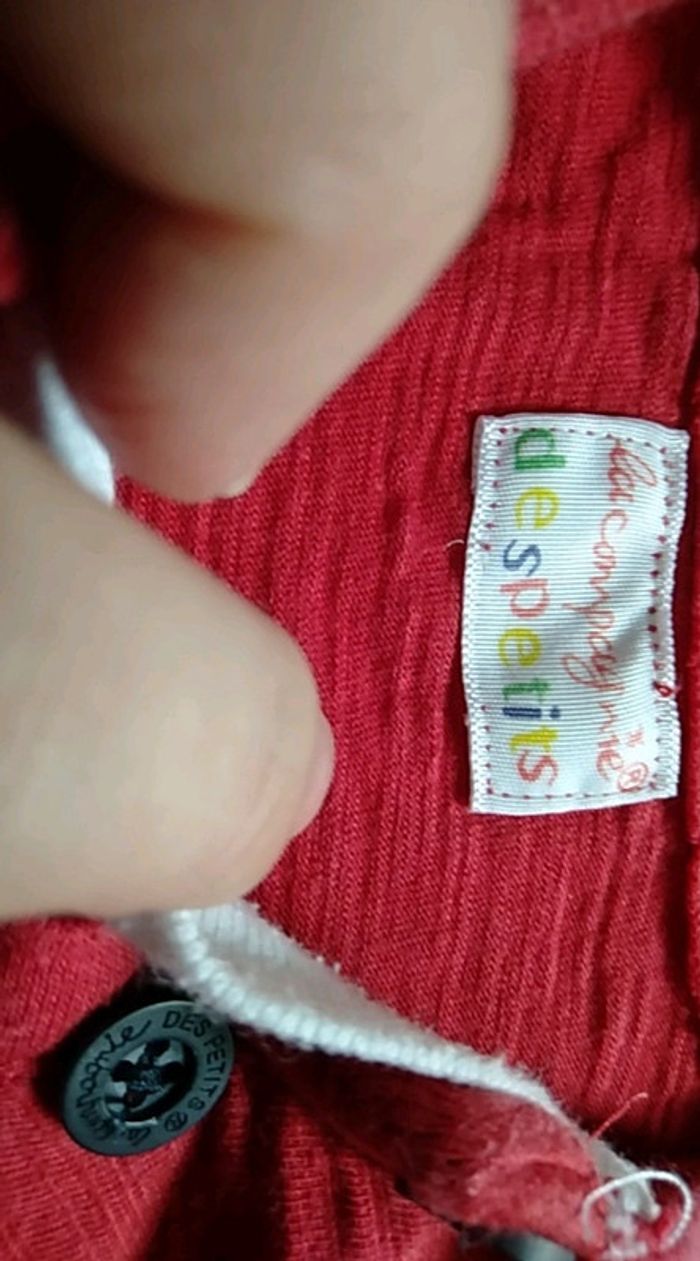 la compagnie ®
des petits
La Compagnie DES PETITS ®